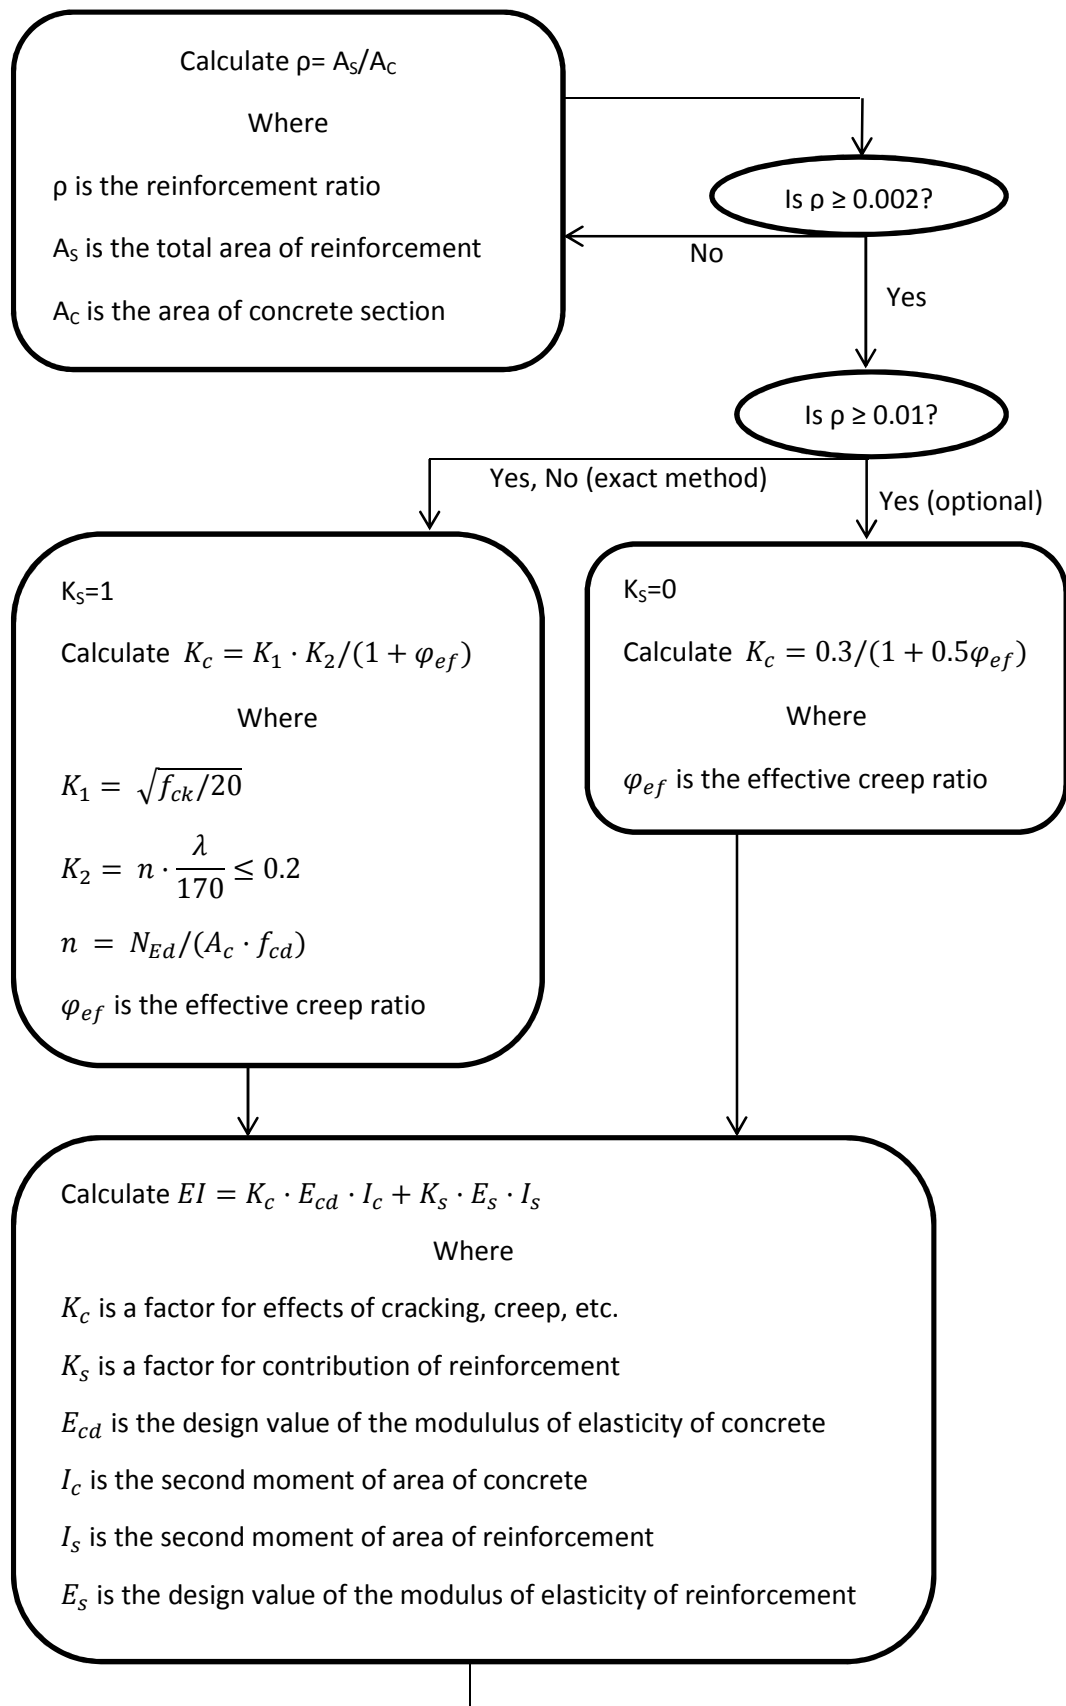 Calculate ρ= A_S/A_C
Where
ρ is the reinforcement ratio
A_S is the total area of reinforcement
A_C is the area of concrete section
Is ρ ≥ 0.002?
No
Yes
Is ρ ≥ 0.01?
Yes, No (exact method)
Yes (optional)
K_S=1
Calculate K_c = K_1 · K_2/(1 + φ_ef)
Where
K_1 = √(f_ck/20)
K_2 = n · λ/170 ≤ 0.2
n = N_Ed/(A_c · f_cd)
φ_ef is the effective creep ratio
K_S=0
Calculate K_c = 0.3/(1 + 0.5φ_ef)
Where
φ_ef is the effective creep ratio
Calculate EI = K_c · E_cd · I_c + K_s · E_s · I_s
Where
K_c is a factor for effects of cracking, creep, etc.
K_s is a factor for contribution of reinforcement
E_cd is the design value of the modululus of elasticity of concrete
I_c is the second moment of area of concrete
I_s is the second moment of area of reinforcement
E_s is the design value of the modulus of elasticity of reinforcement